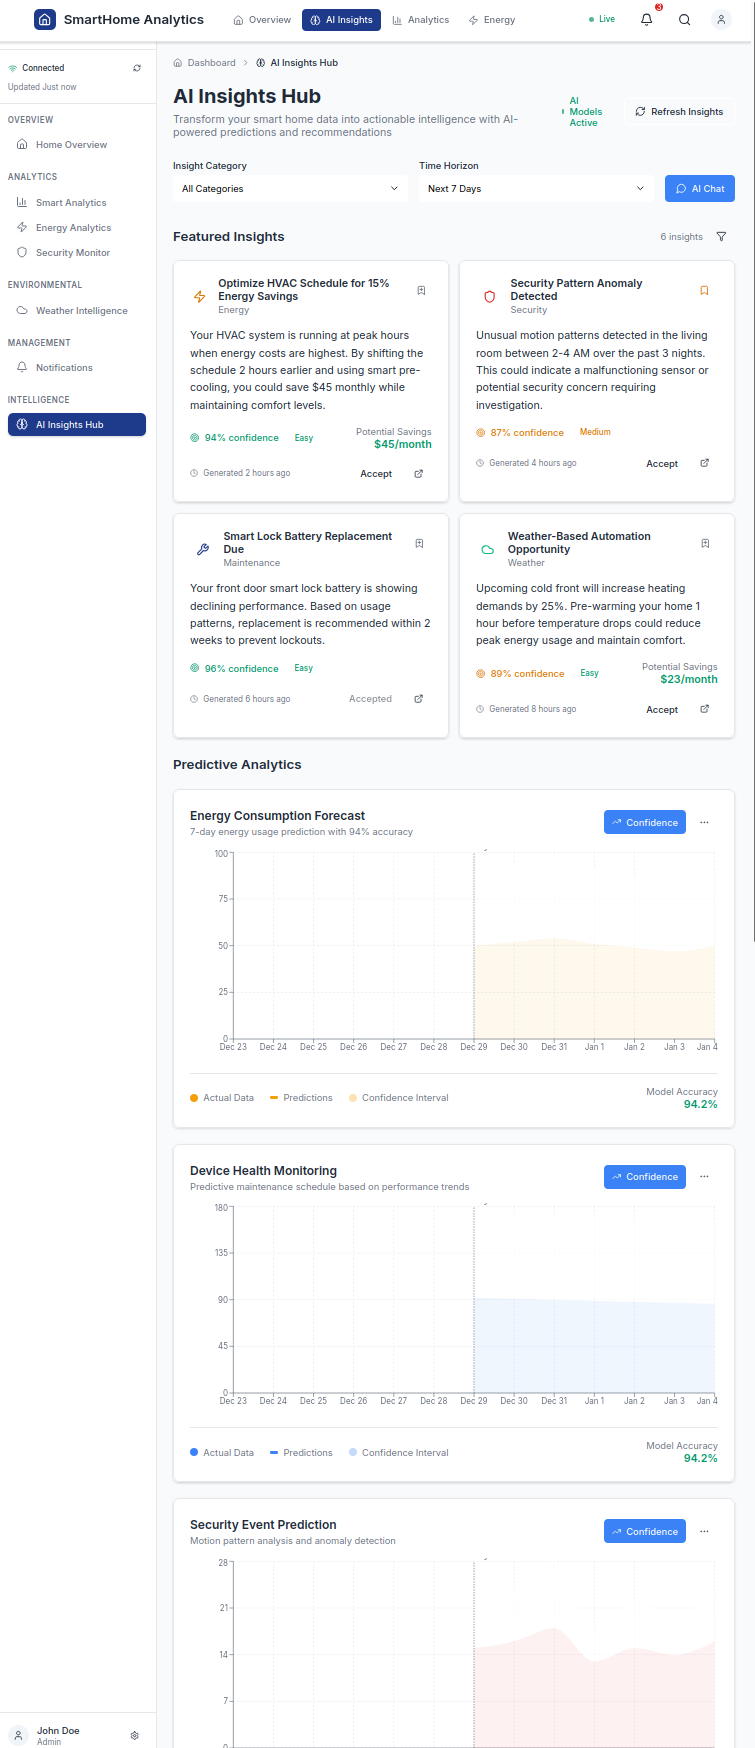 SmartHome Analytics
Overview
AI Insights
Analytics
Energy
Live
3
Connected
Updated Just now
OVERVIEW
Home Overview
ANALYTICS
Smart Analytics
Energy Analytics
Security Monitor
ENVIRONMENTAL
Weather Intelligence
MANAGEMENT
Notifications
INTELLIGENCE
AI Insights Hub
John Doe
Admin
Dashboard
AI Insights Hub
AI Insights Hub
Transform your smart home data into actionable intelligence with AI-
powered predictions and recommendations
AI
Models
Active
Refresh Insights
Insight Category
All Categories
Time Horizon
Next 7 Days
AI Chat
Featured Insights
6 insights
Optimize HVAC Schedule for 15%
Energy Savings
Energy
Your HVAC system is running at peak hours
when energy costs are highest. By shifting the
schedule 2 hours earlier and using smart pre-
cooling, you could save $45 monthly while
maintaining comfort levels.
94% confidence
Easy
Potential Savings
$45/month
Generated 2 hours ago
Accept
Security Pattern Anomaly
Detected
Security
Unusual motion patterns detected in the living
room between 2-4 AM over the past 3 nights.
This could indicate a malfunctioning sensor or
potential security concern requiring
investigation.
87% confidence
Medium
Generated 4 hours ago
Accept
Smart Lock Battery Replacement
Due
Maintenance
Your front door smart lock battery is showing
declining performance. Based on usage
patterns, replacement is recommended within 2
weeks to prevent lockouts.
96% confidence
Easy
Generated 6 hours ago
Accepted
Weather-Based Automation
Opportunity
Weather
Upcoming cold front will increase heating
demands by 25%. Pre-warming your home 1
hour before temperature drops could reduce
peak energy usage and maintain comfort.
89% confidence
Easy
Potential Savings
$23/month
Generated 8 hours ago
Accept
Predictive Analytics
Energy Consumption Forecast
7-day energy usage prediction with 94% accuracy
Confidence
100
75
50
25
0
Dec 23 Dec 24 Dec 25 Dec 26 Dec 27 Dec 28 Dec 29 Dec 30 Dec 31 Jan 1 Jan 2 Jan 3 Jan 4
Actual Data
Predictions
Confidence Interval
Model Accuracy
94.2%
Device Health Monitoring
Predictive maintenance schedule based on performance trends
Confidence
180
135
90
45
0
Dec 23 Dec 24 Dec 25 Dec 26 Dec 27 Dec 28 Dec 29 Dec 30 Dec 31 Jan 1 Jan 2 Jan 3 Jan 4
Actual Data
Predictions
Confidence Interval
Model Accuracy
94.2%
Security Event Prediction
Motion pattern analysis and anomaly detection
Confidence
28
21
14
7
0